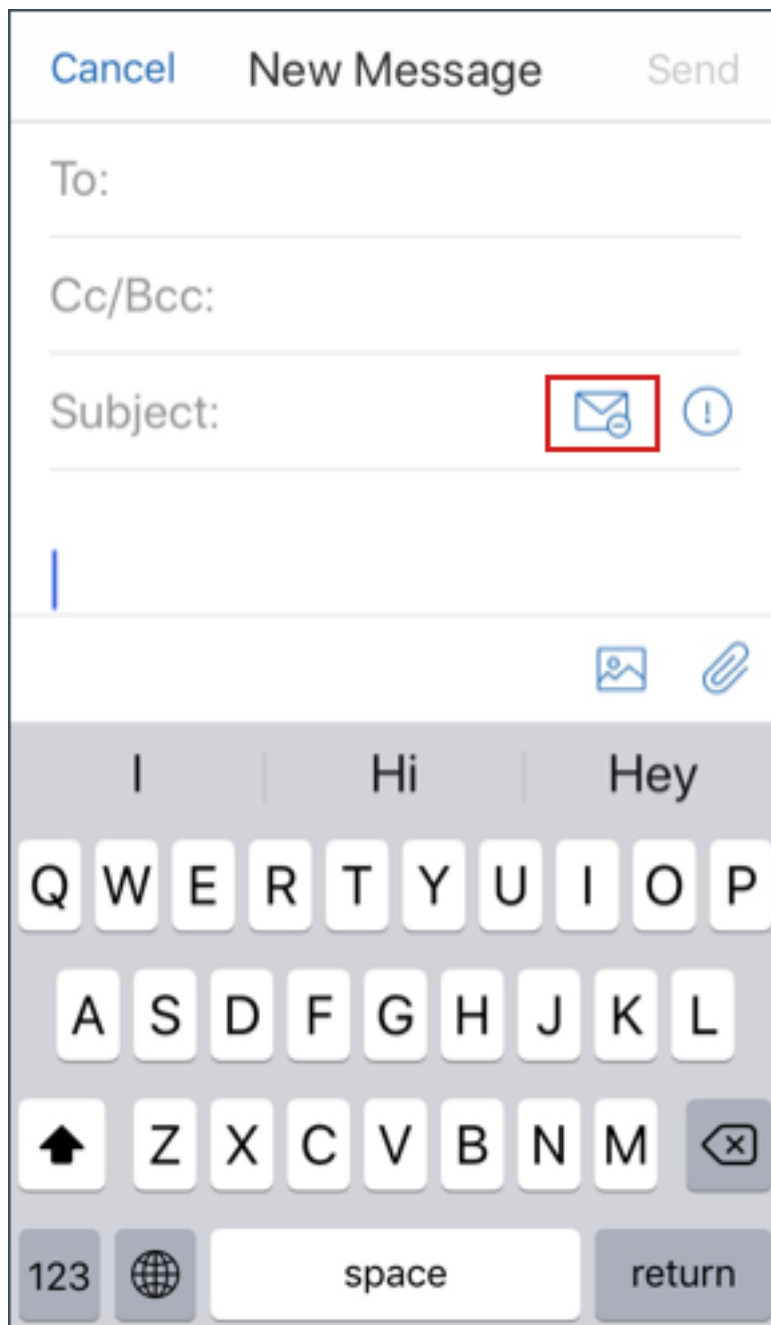 Cancel New Message Send
To:
Cc/Bcc:
Subject:
I Hi Hey
Q W E R T Y U I O P
A S D F G H J K L
Z X C V B N M
123 space return